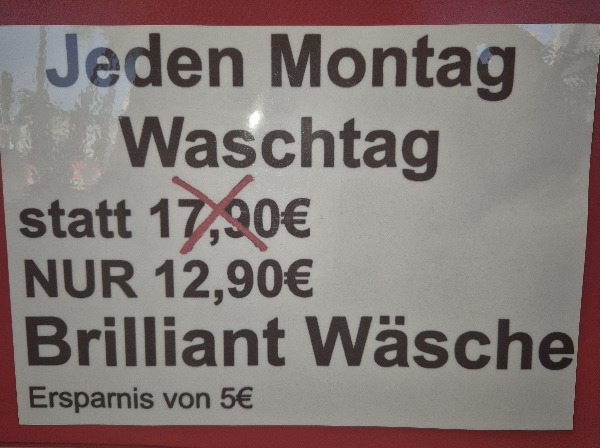 Jeden Montag
Waschtag
statt 17,90€
NUR 12,90€
Brilliant Wäsche
Ersparnis von 5€